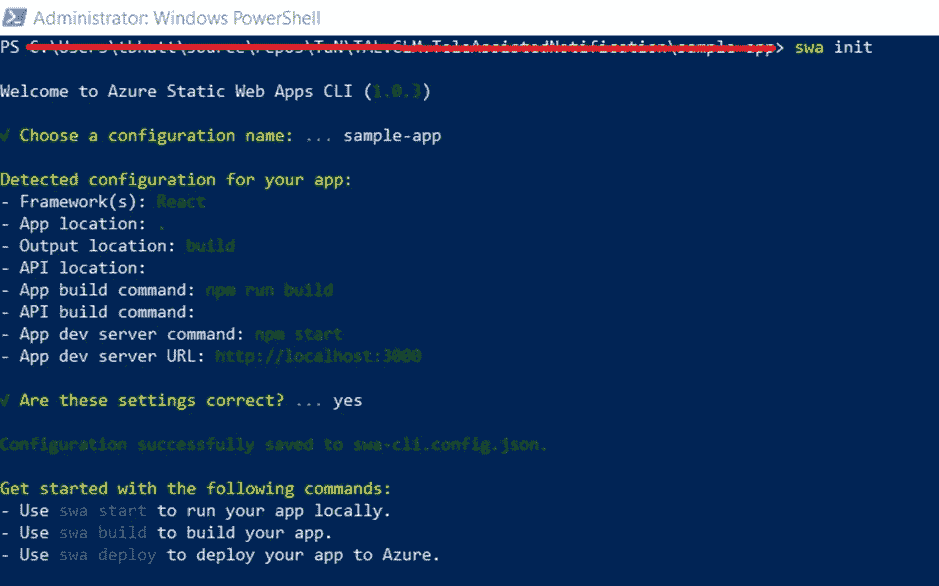 Administrator: Windows PowerShell
PS > swa init
Welcome to Azure Static Web Apps CLI (1.0.3)
√ Choose a configuration name: ... sample-app
Detected configuration for your app:
- Framework(s): React
- App location: .
- Output location: build
- API location:
- App build command: npm run build
- API build command:
- App dev server command: npm start
- App dev server URL: http://localhost:3000
√ Are these settings correct? ... yes
Configuration successfully saved to swa-cli.config.json.
Get started with the following commands:
- Use swa start to run your app locally.
- Use swa build to build your app.
- Use swa deploy to deploy your app to Azure.